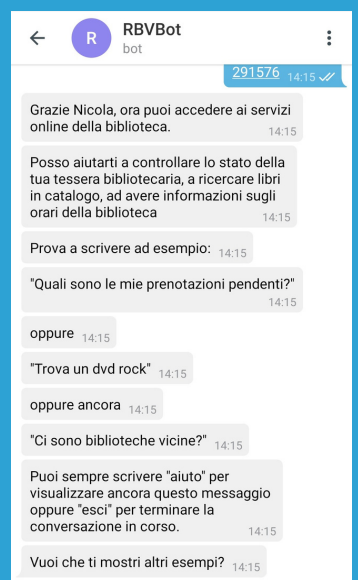 R
RBVBot
bot
291576 14:15
Grazie Nicola, ora puoi accedere ai servizi
online della biblioteca.
14:15
Posso aiutarti a controllare lo stato della
tua tessera bibliotecaria, a ricercare libri
in catalogo, ad avere informazioni sugli
orari della biblioteca
14:15
Prova a scrivere ad esempio: 14:15
"Quali sono le mie prenotazioni pendenti?"
14:15
oppure 14:15
"Trova un dvd rock" 14:15
oppure ancora 14:15
"Ci sono biblioteche vicine?" 14:15
Puoi sempre scrivere "aiuto" per
visualizzare ancora questo messaggio
oppure "esci" per terminare la
conversazione in corso.
14:15
Vuoi che ti mostri altri esempi? 14:15